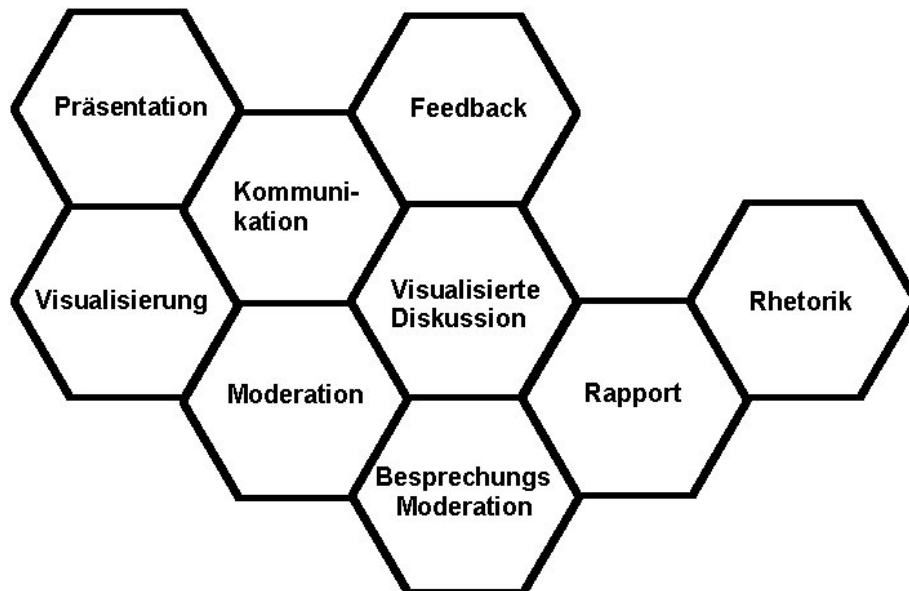 Präsentation
Feedback
Kommuni-
kation
Visualisierung
Visualisierte
Diskussion
Rhetorik
Moderation
Rapport
Besprechungs
Moderation